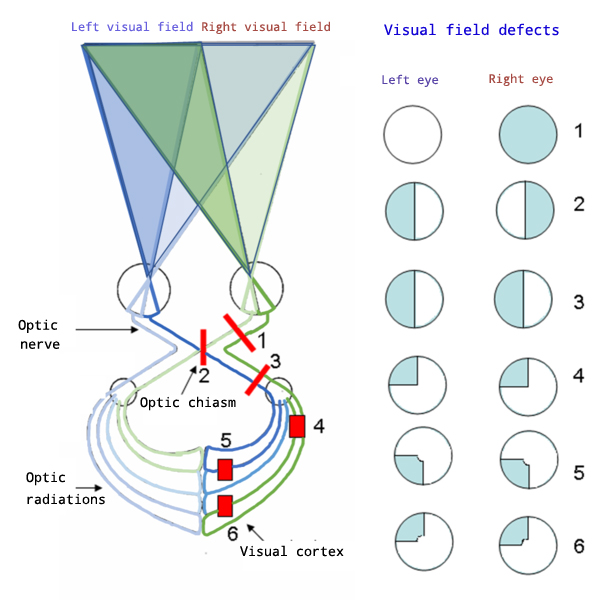 Left visual field Right visual field
Visual field defects
Left eye Right eye
1
2
3
4
5
6
Optic
nerve
1
2
3
Optic chiasm
4
5
Optic
radiations
6
Visual cortex